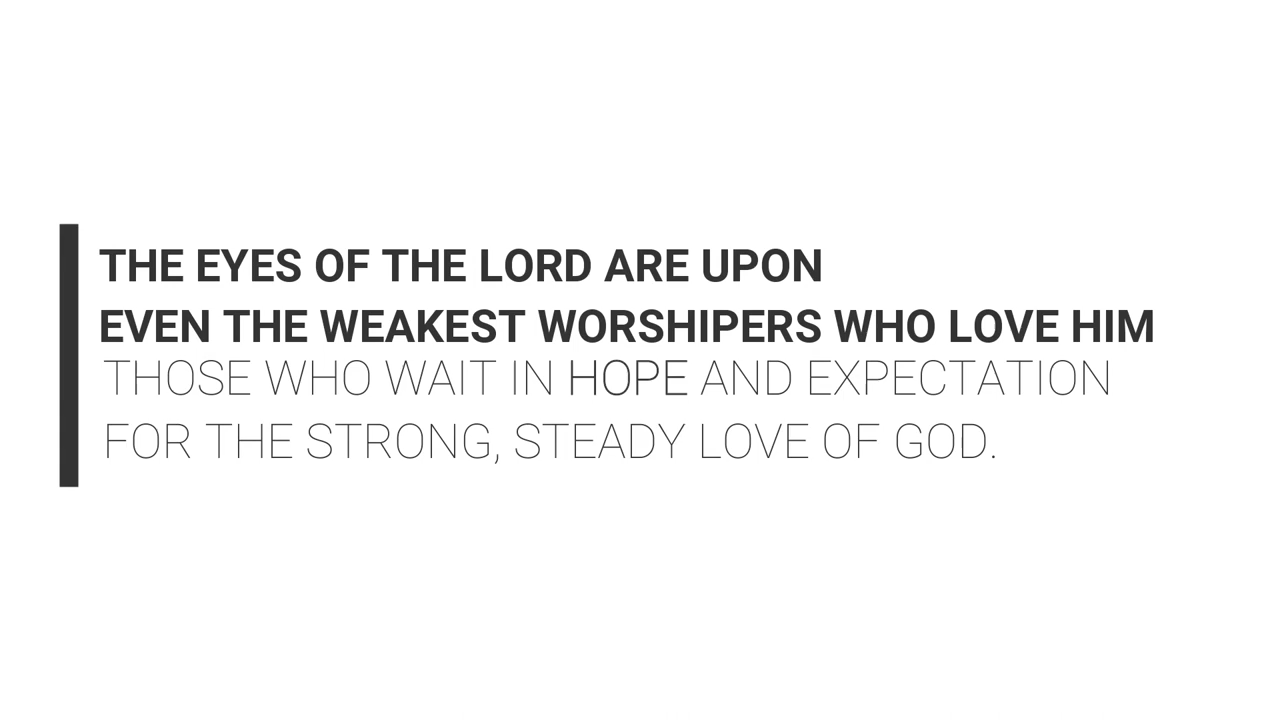 THE EYES OF THE LORD ARE UPON
EVEN THE WEAKEST WORSHIPERS WHO LOVE HIM
THOSE WHO WAIT IN HOPE AND EXPECTATION
FOR THE STRONG, STEADY LOVE OF GOD.